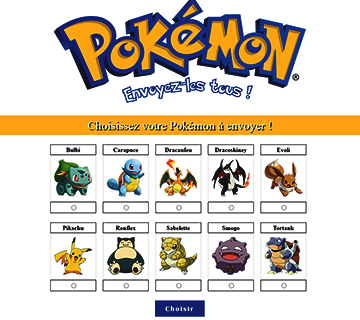 POKÉMON
®
Envoyez-les tous !
Choisissez votre Pokémon à envoyer !
Bulbi Carapuce Dracaufeu Dracoshiney Evoli
Pikachu Ronflex Sabelette Smogo Tortank
Choisir